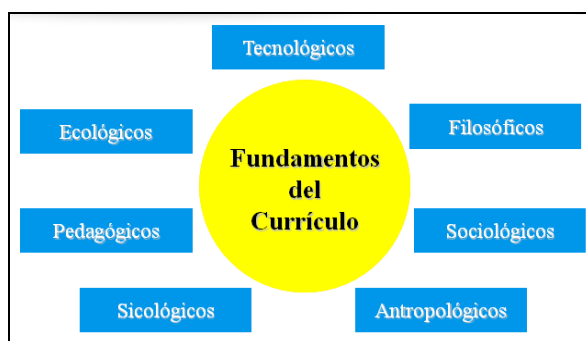 Tecnológicos
Ecológicos
Filosóficos
Fundamentos
del
Currículo
Pedagógicos
Sociológicos
Sicológicos
Antropológicos